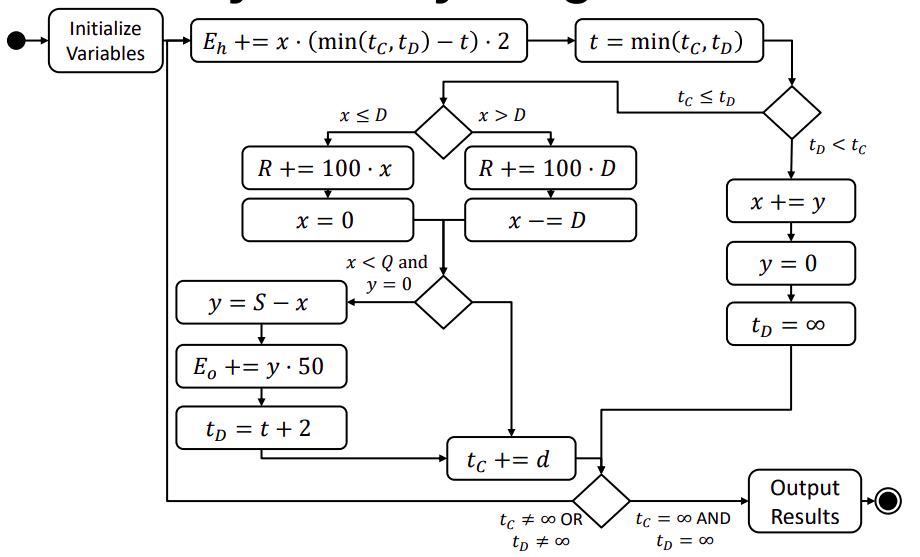 Initialize
Variables
E_h += x · (min(t_C, t_D) − t) · 2
t = min(t_C, t_D)
t_C ≤ t_D
x ≤ D
x > D
t_D < t_C
R += 100 · x
R += 100 · D
x += y
x = 0
x −= D
x < Q and
y = 0
y = 0
y = S − x
t_D = ∞
E_o += y · 50
t_D = t + 2
t_C += d
Output
Results
t_C ≠ ∞ OR
t_D ≠ ∞
t_C = ∞ AND
t_D = ∞